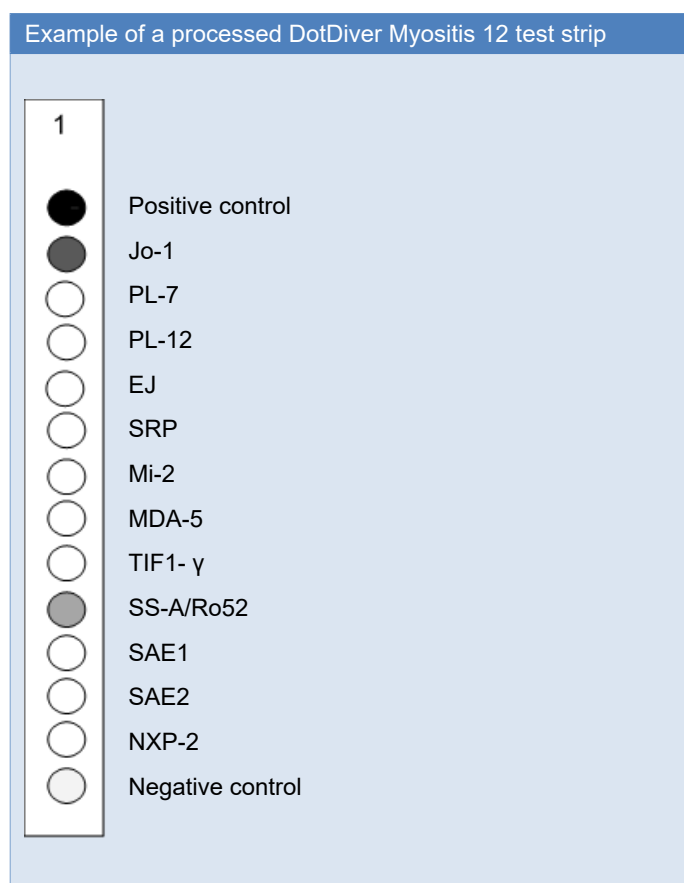 Example of a processed DotDiver Myositis 12 test strip
1
Positive control
Jo-1
PL-7
PL-12
EJ
SRP
Mi-2
MDA-5
TIF1- γ
SS-A/Ro52
SAE1
SAE2
NXP-2
Negative control